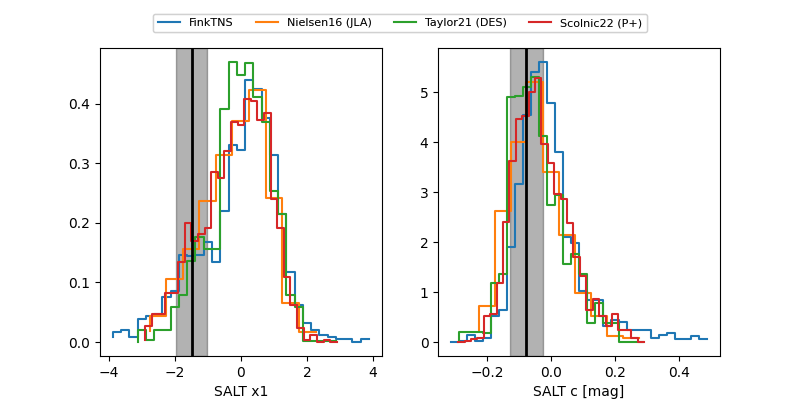 FinkTNS Nielsen16 (JLA) Taylor21 (DES) Scolnic22 (P+)
0.4
0.3
0.2
0.1
0.0
−4 −2 0 2 4
SALT x1
5
4
3
2
1
0
−0.2 0.0 0.2 0.4
SALT c [mag]